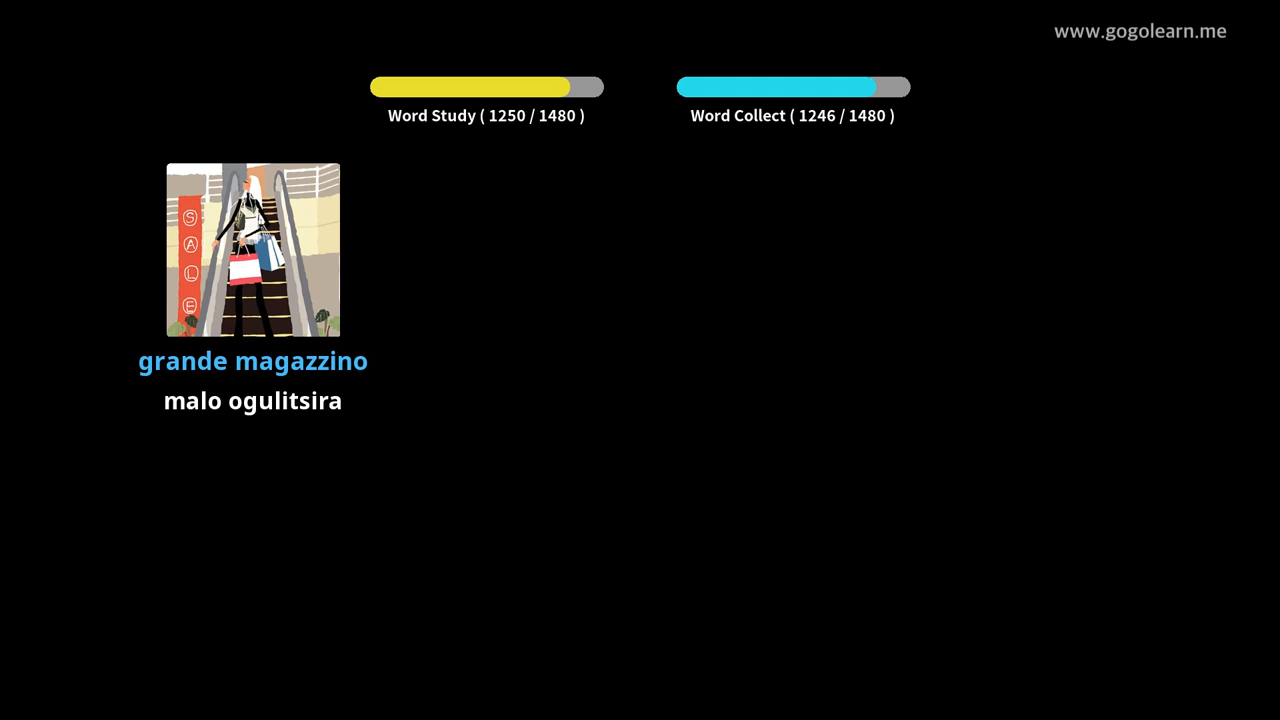 www.gogolearn.me
Word Study ( 1250 / 1480 )
Word Collect ( 1246 / 1480 )
S
A
L
E
grande magazzino
malo ogulitsira